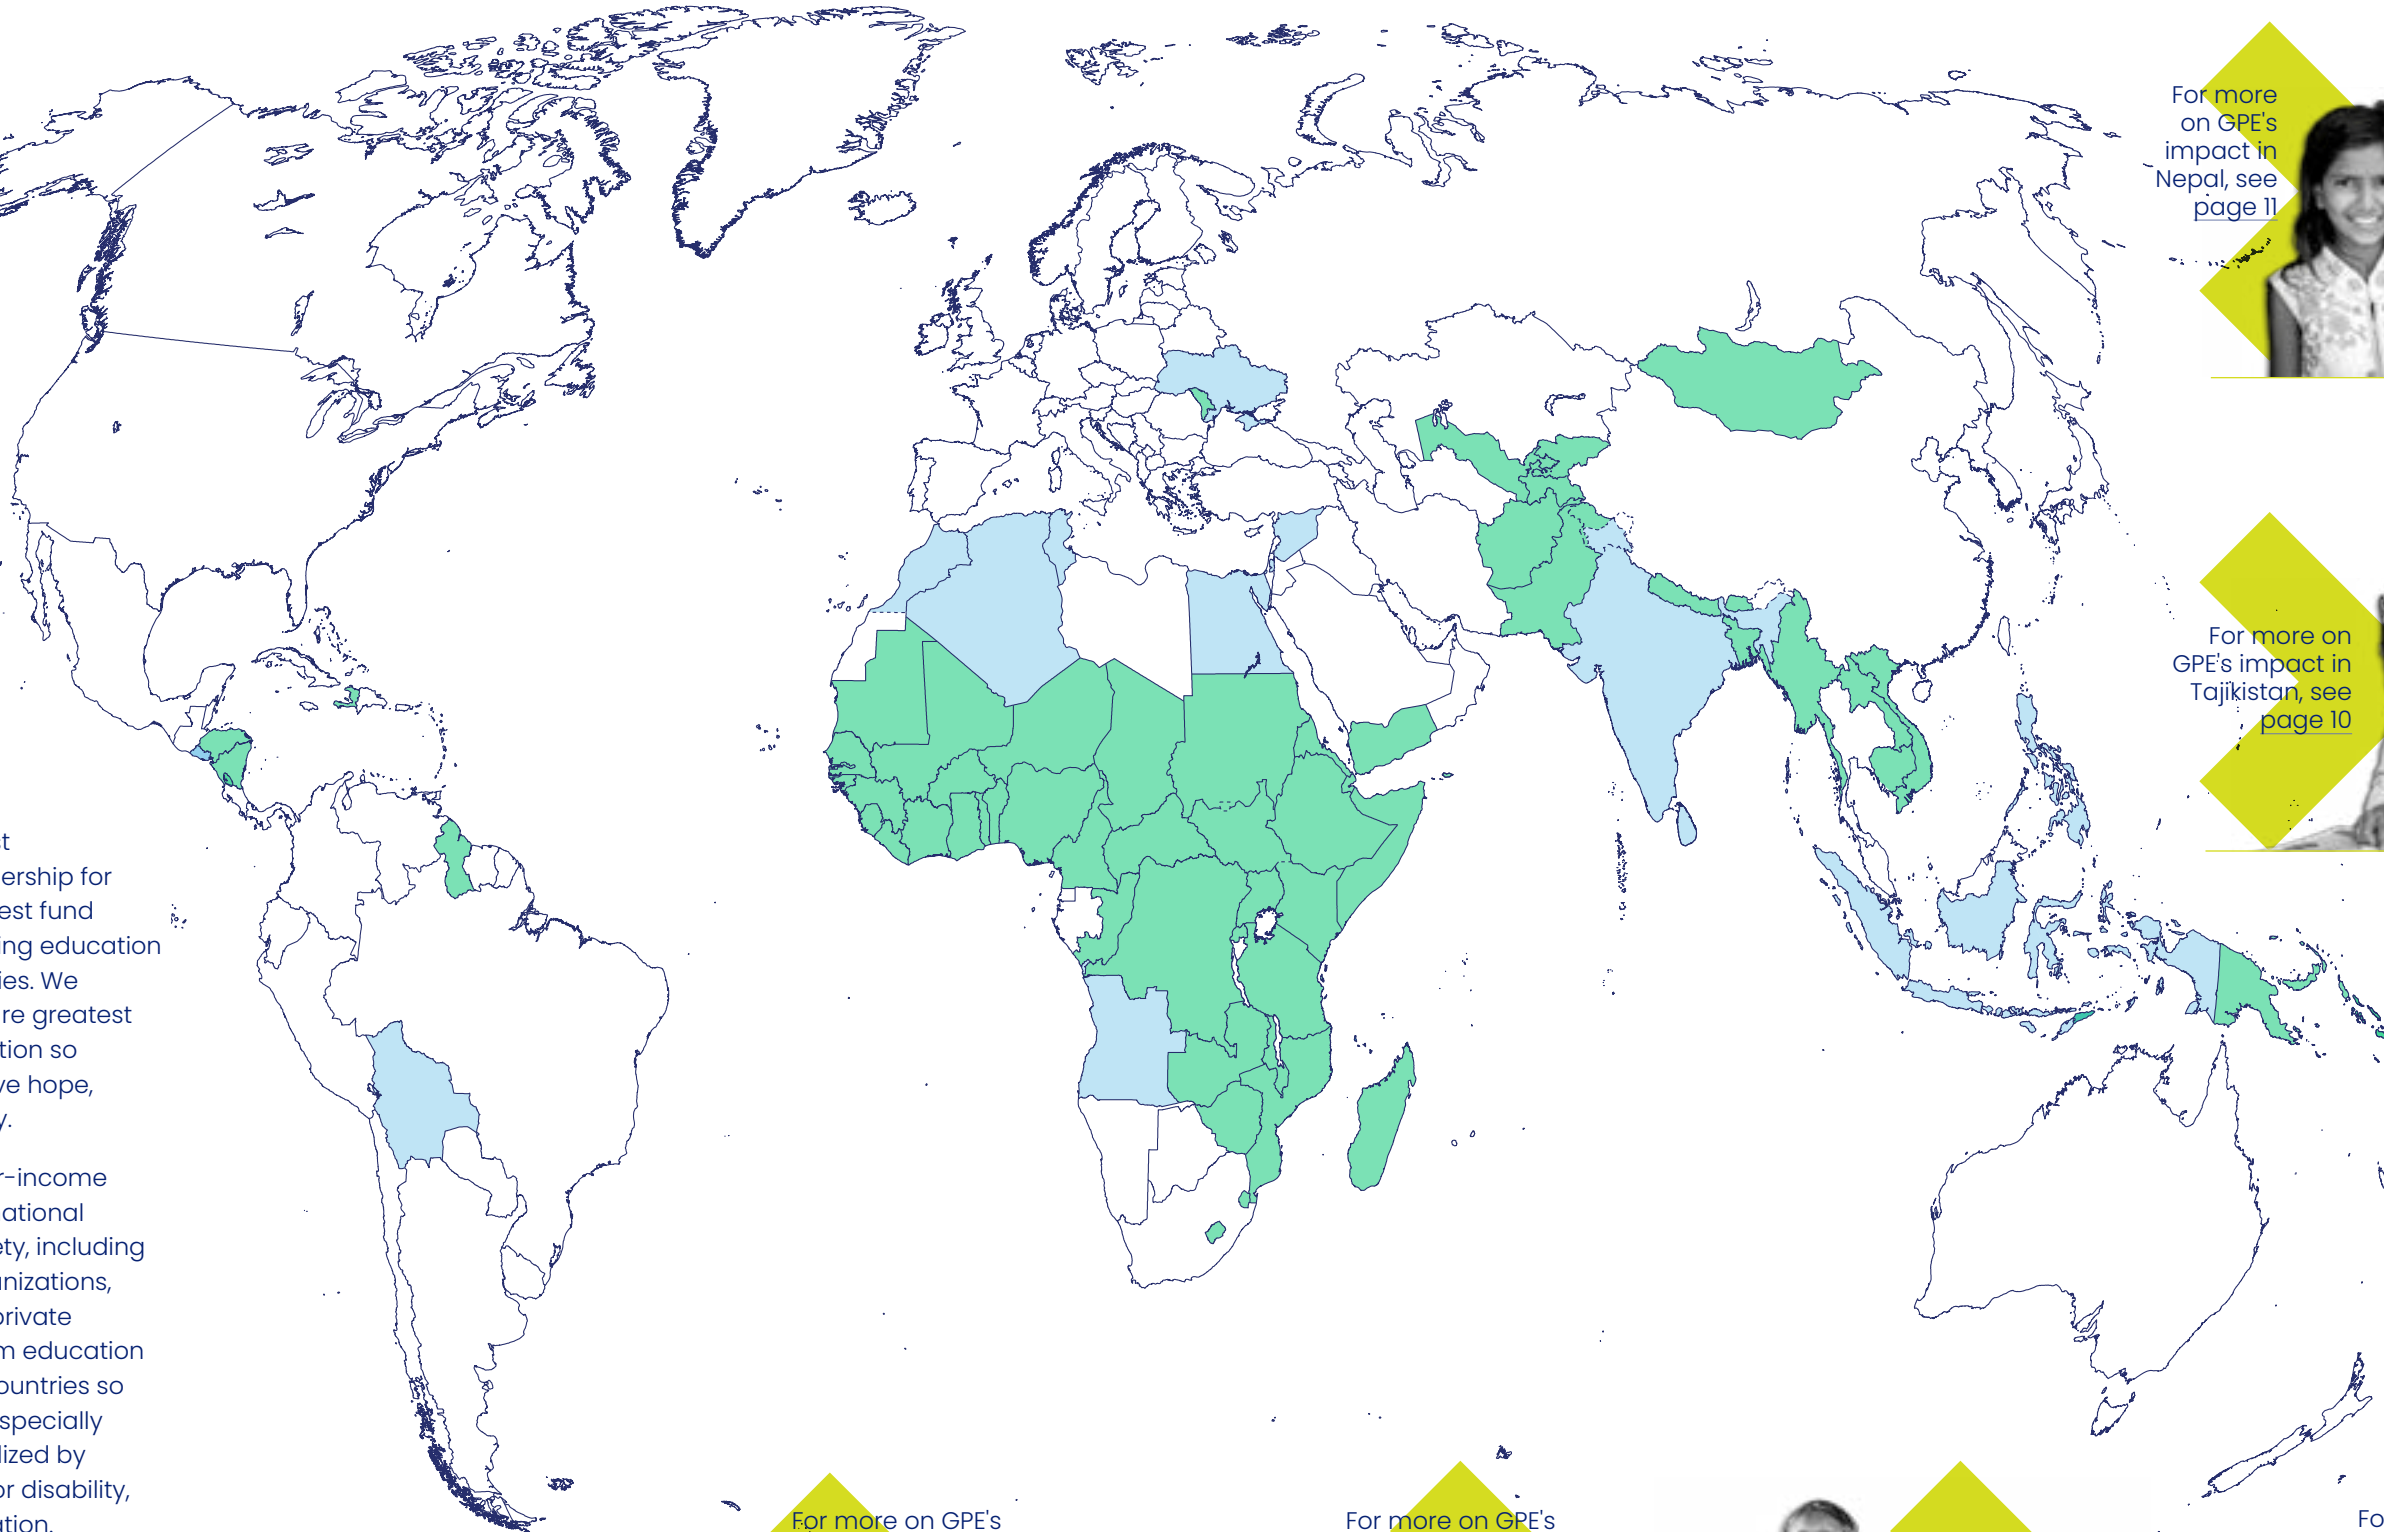 For more
on GPE's
impact in
Nepal, see
page 11
For more on
GPE's impact in
Tajikistan, see
page 10
ership for
est fund
ing education
ies. We
re greatest
tion so
ve hope,
y.
r-income
ational
ety, including
nizations,
private
m education
ountries so
specially
lized by
or disability,
ation.
For more on GPE's
For more on GPE's
Fo